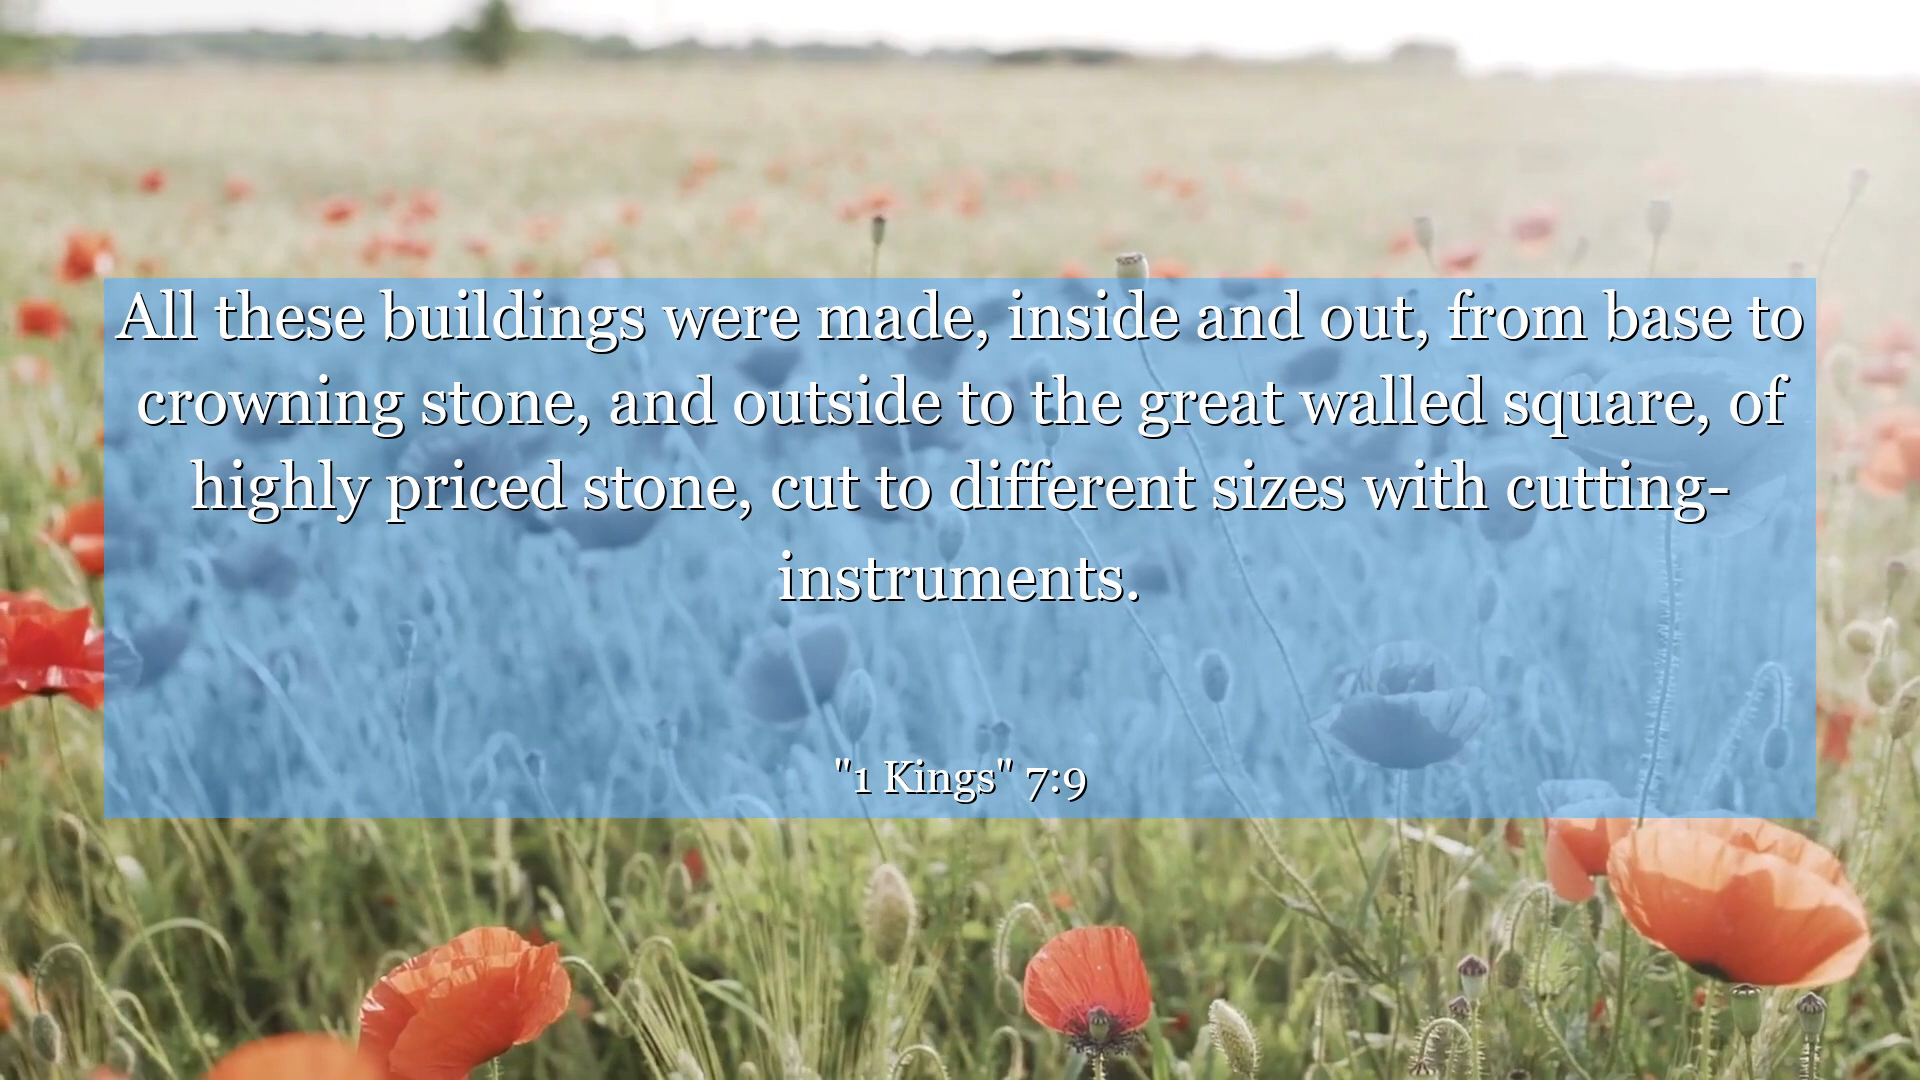 All these buildings were made, inside and out, from base to
crowning stone, and outside to the great walled square, of
highly priced stone, cut to different sizes with cutting-
instruments.
"1 Kings" 7:9